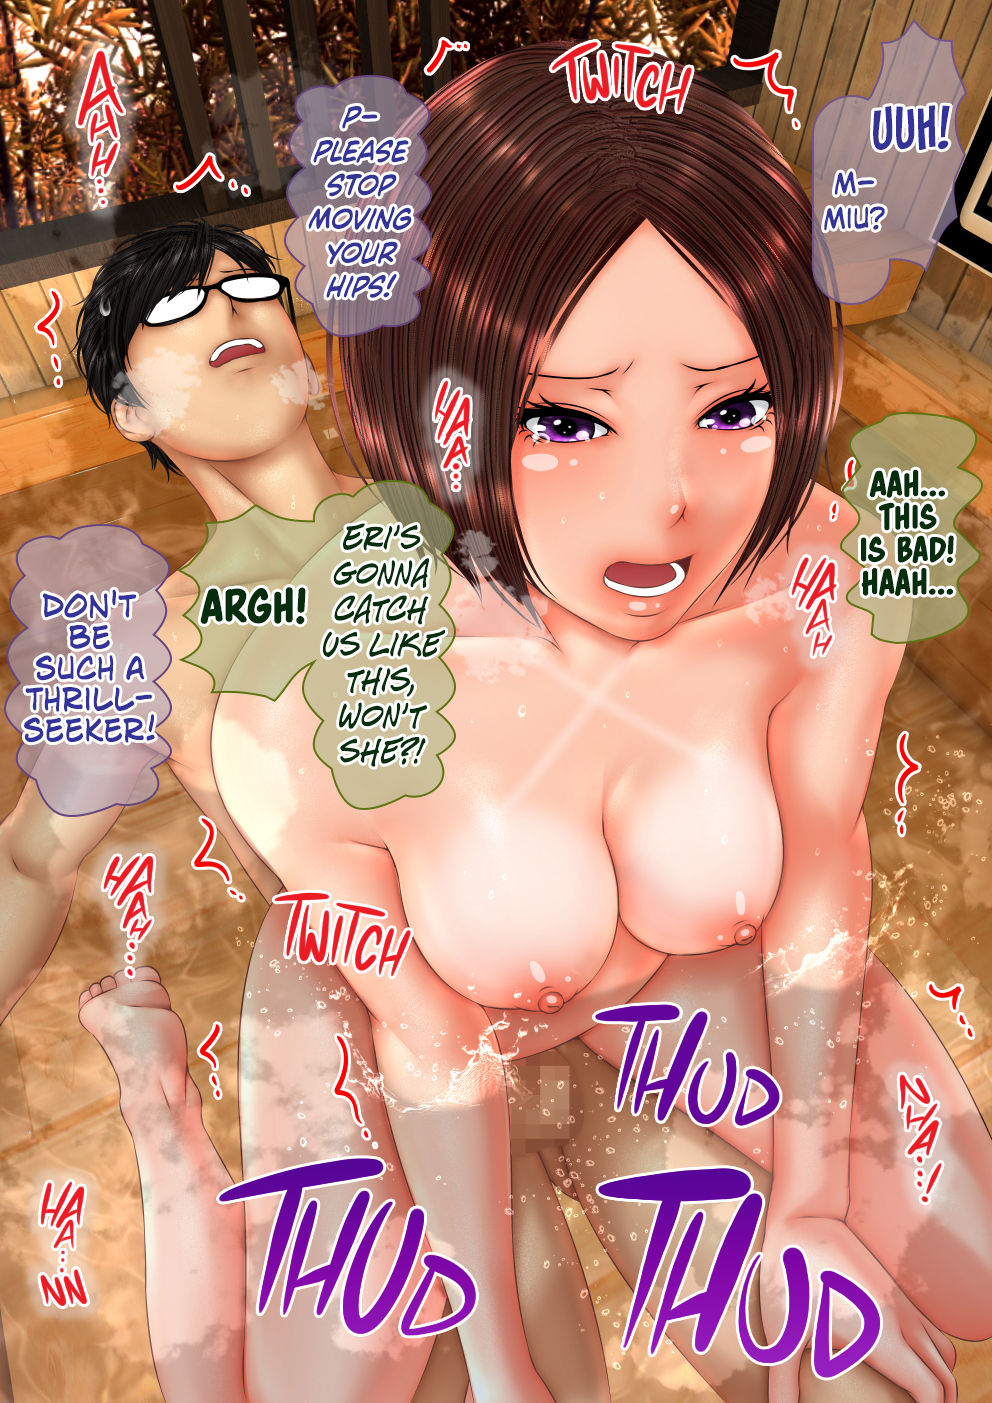 TWITCH
UUH!
M-
MIU?
P-
PLEASE
STOP
MOVING
YOUR
HIPS!
AHH...
HAA...
AAH...
THIS
IS BAD!
HAAH...
ERI'S
GONNA
CATCH
US LIKE
THIS,
WON'T
SHE?!
ARGH!
DON'T
BE
SUCH A
THRILL-
SEEKER!
HAAH
HAAH...
TWITCH
THUD
NHA..!
THUD
THUD
HAA...NN